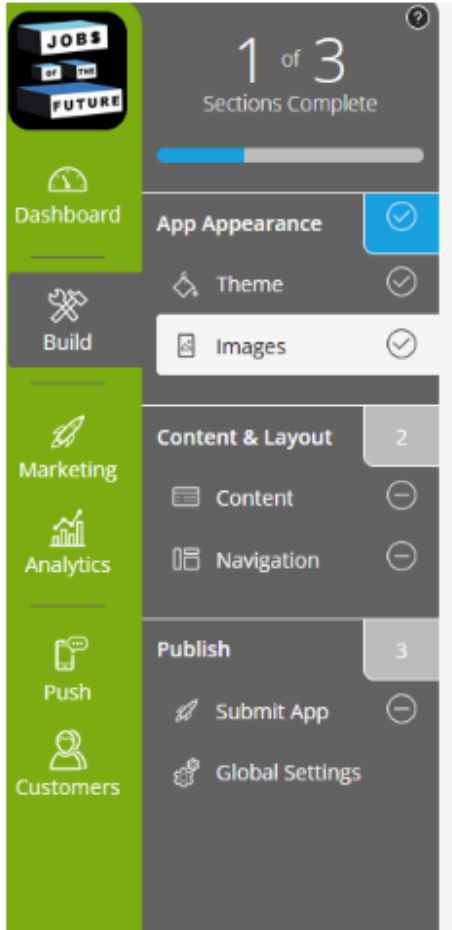 JOBS
OF THE
FUTURE
Dashboard
Build
Marketing
Analytics
Push
Customers
?
1 of 3
Sections Complete
App Appearance
Theme
Images
Content & Layout 2
Content
Navigation
Publish 3
Submit App
Global Settings